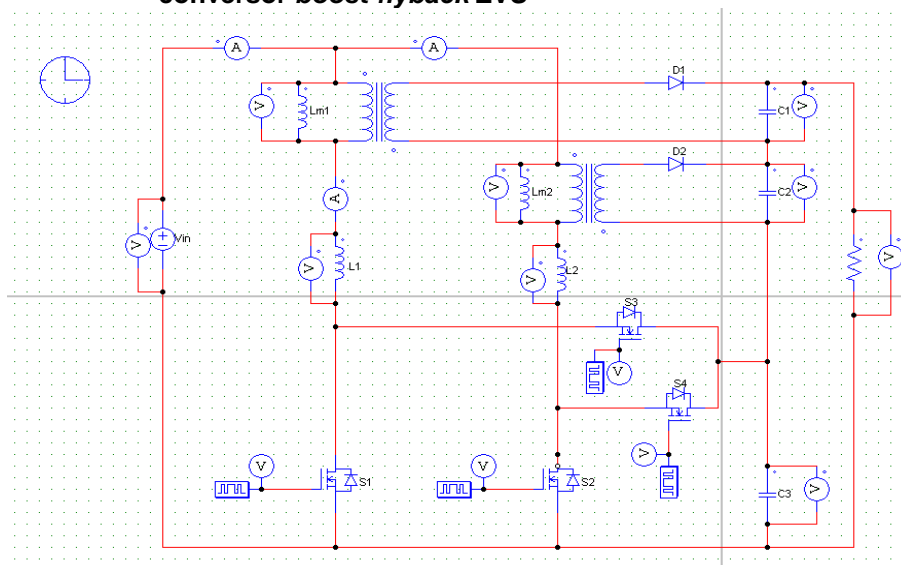 conversor boost-flyback ZVS
A
A
D1
V
Lm1
C1
V
D2
V
Lm2
C2
V
A
V
Vin
V
L1
V
L2
V
S3
V
S4
V
V
V
S1
S2
C3
V